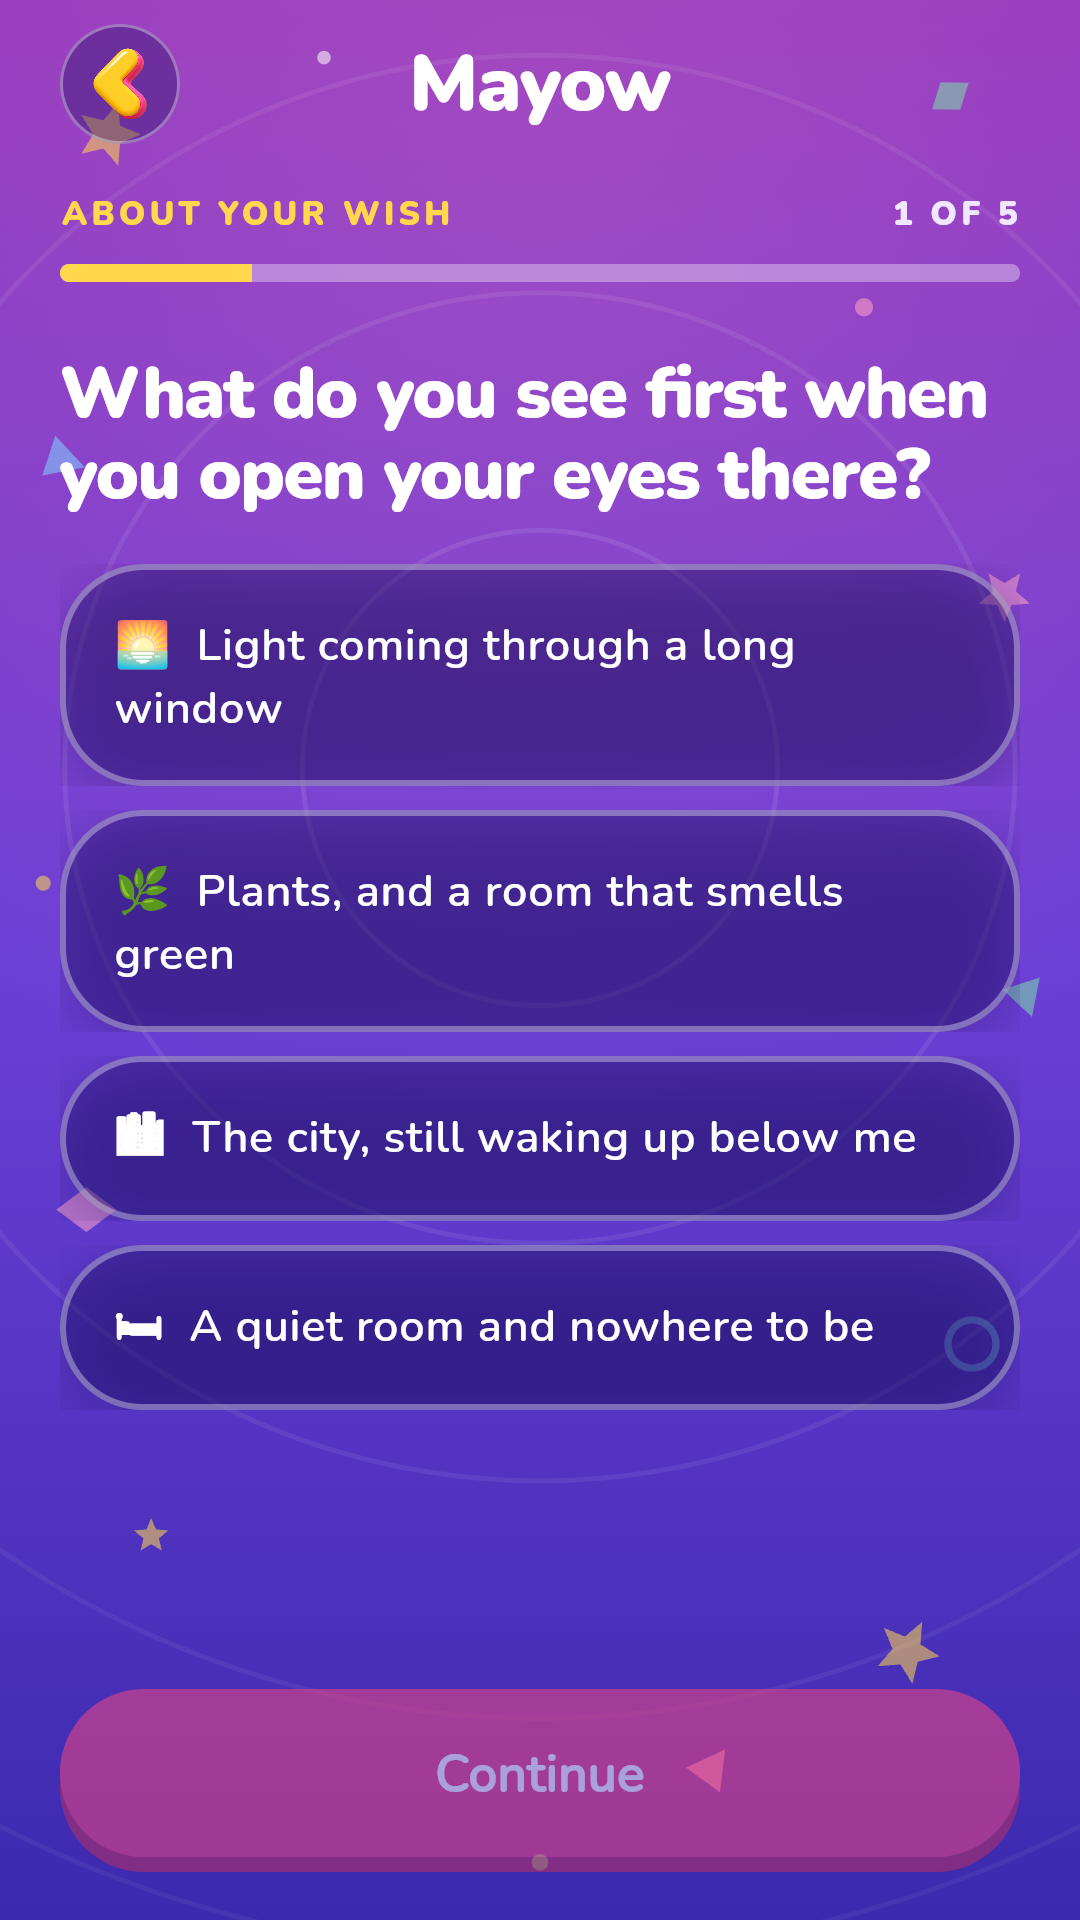 Mayow
ABOUT YOUR WISH
1 OF 5
What do you see first when
you open your eyes there?
🌅 Light coming through a long
window
🌿 Plants, and a room that smells
green
🏙 The city, still waking up below me
🛏 A quiet room and nowhere to be
Continue